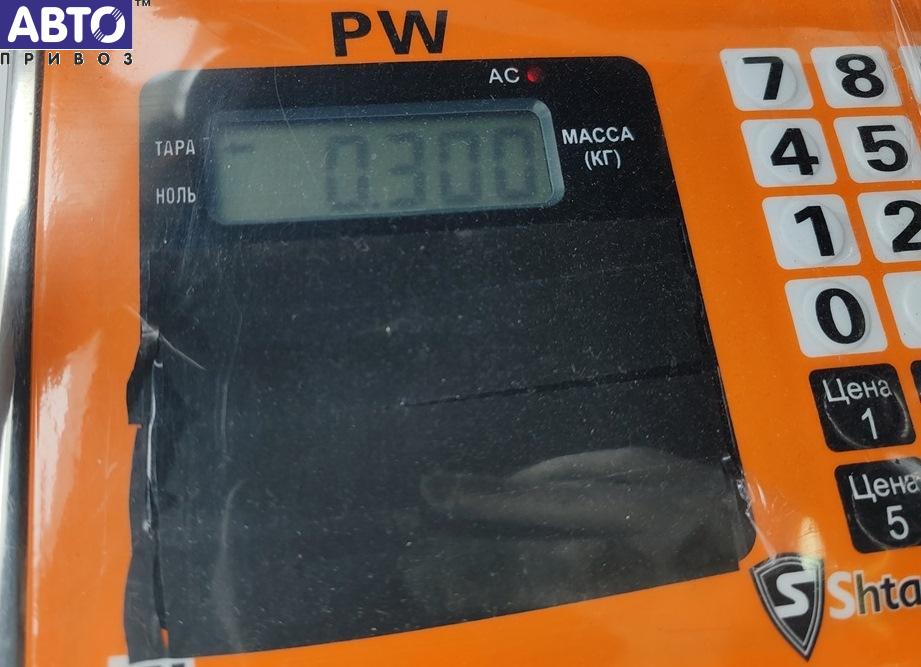 АВТО™
ПРИВОЗ
PW
AC
ТАРА
НОЛЬ
0.300
МАССА
(КГ)
7 8
4 5
1 2
0
Цена
1
Цена
5
S Shta